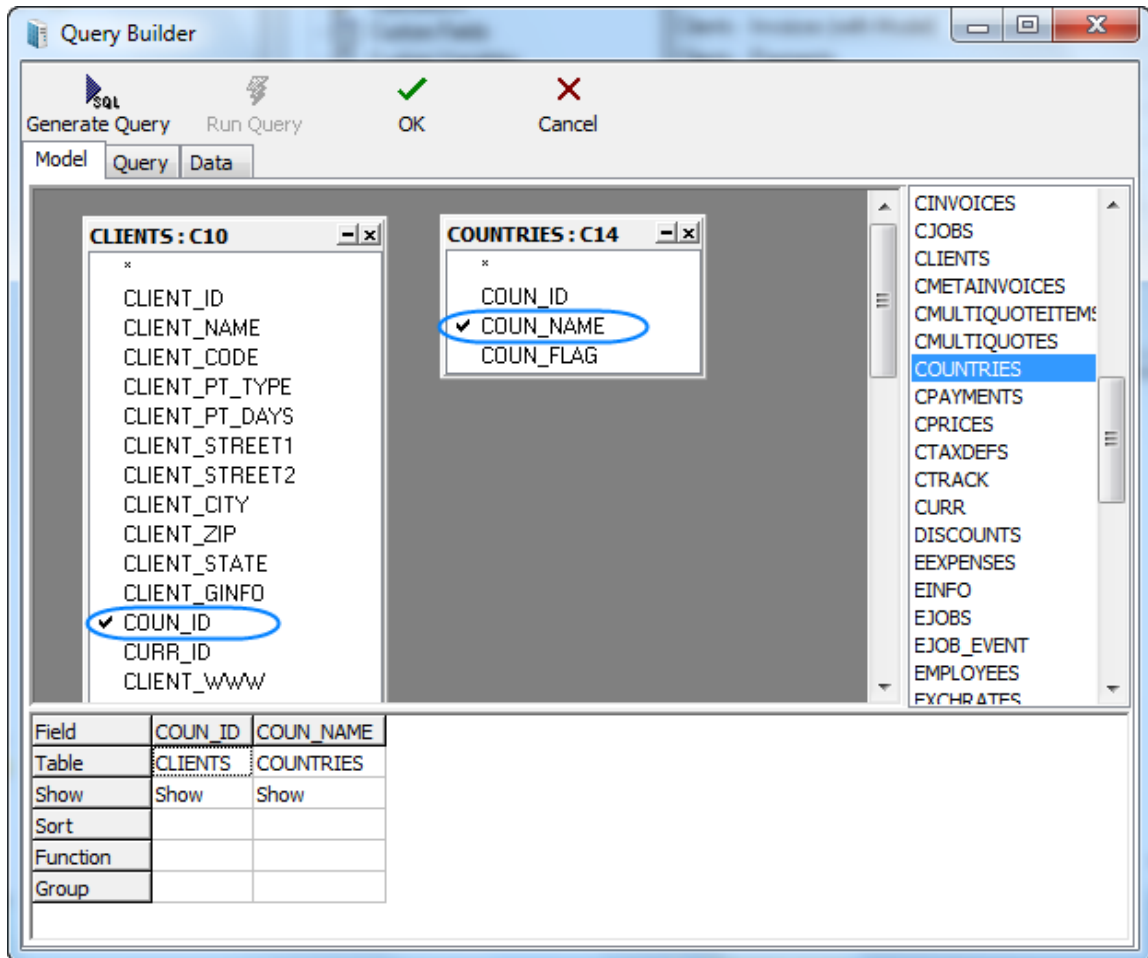 Query Builder
Generate Query Run Query OK Cancel
Model Query Data
CLIENTS : C10
*
CLIENT_ID
CLIENT_NAME
CLIENT_CODE
CLIENT_PT_TYPE
CLIENT_PT_DAYS
CLIENT_STREET1
CLIENT_STREET2
CLIENT_CITY
CLIENT_ZIP
CLIENT_STATE
CLIENT_GINFO
COUN_ID
CURR_ID
CLIENT_WWW
COUNTRIES : C14
*
COUN_ID
COUN_NAME
COUN_FLAG
CINVOICES
CJOBS
CLIENTS
CMETAINVOICES
CMULTIQUOTEITEMS
CMULTIQUOTES
COUNTRIES
CPAYMENTS
CPRICES
CTAXDEFS
CTRACK
CURR
DISCOUNTS
EEXPENSES
EINFO
EJOBS
EJOB_EVENT
EMPLOYEES
EXCHRATES
Field COUN_ID COUN_NAME
Table CLIENTS COUNTRIES
Show Show Show
Sort
Function
Group